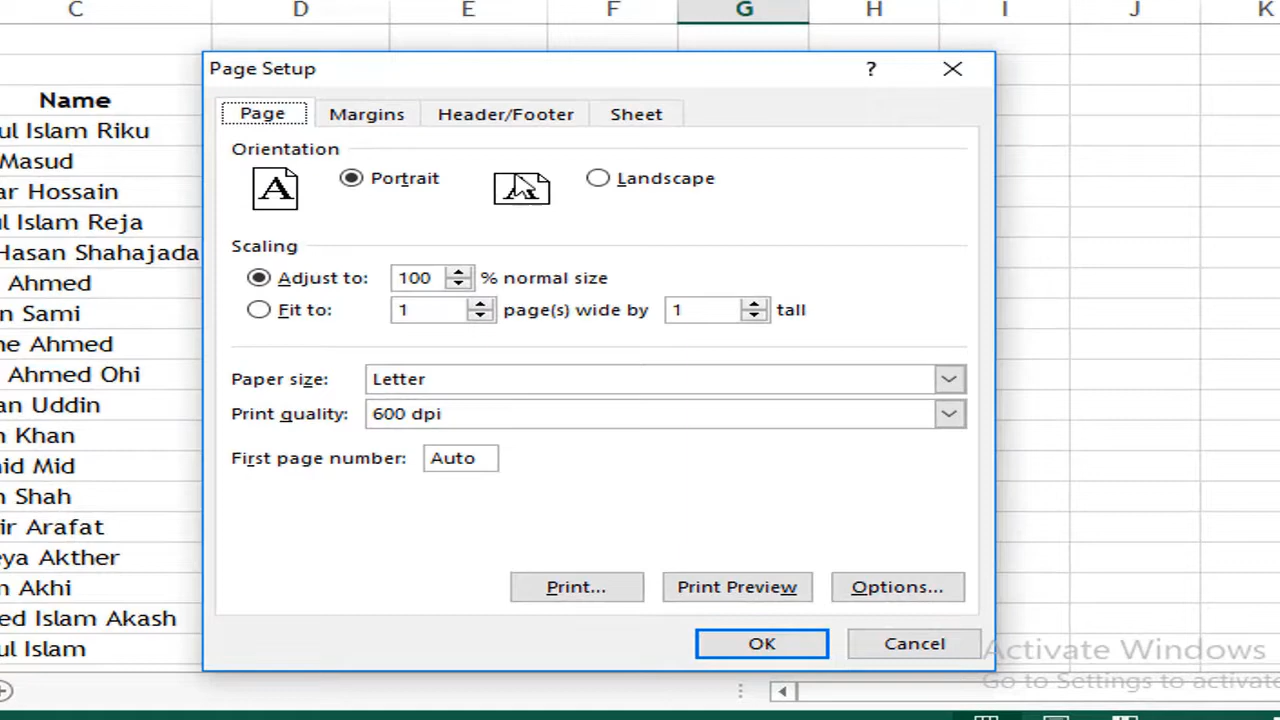 C D E F G H I J K
Page Setup ?
Name
Page Margins Header/Footer Sheet
ul Islam Riku
Orientation
Masud
A Portrait A Landscape
ar Hossain
ul Islam Reja
Scaling
Hasan Shahajada
Adjust to: 100 % normal size
Ahmed
Fit to: 1 page(s) wide by 1 tall
n Sami
ne Ahmed
Paper size: Letter
Ahmed Ohi
Print quality: 600 dpi
an Uddin
n Khan
First page number: Auto
id Mid
n Shah
ir Arafat
eya Akther
n Akhi
Print... Print Preview Options...
ed Islam Akash
ul Islam
OK Cancel
Activate Windows
Go to Settings to activate